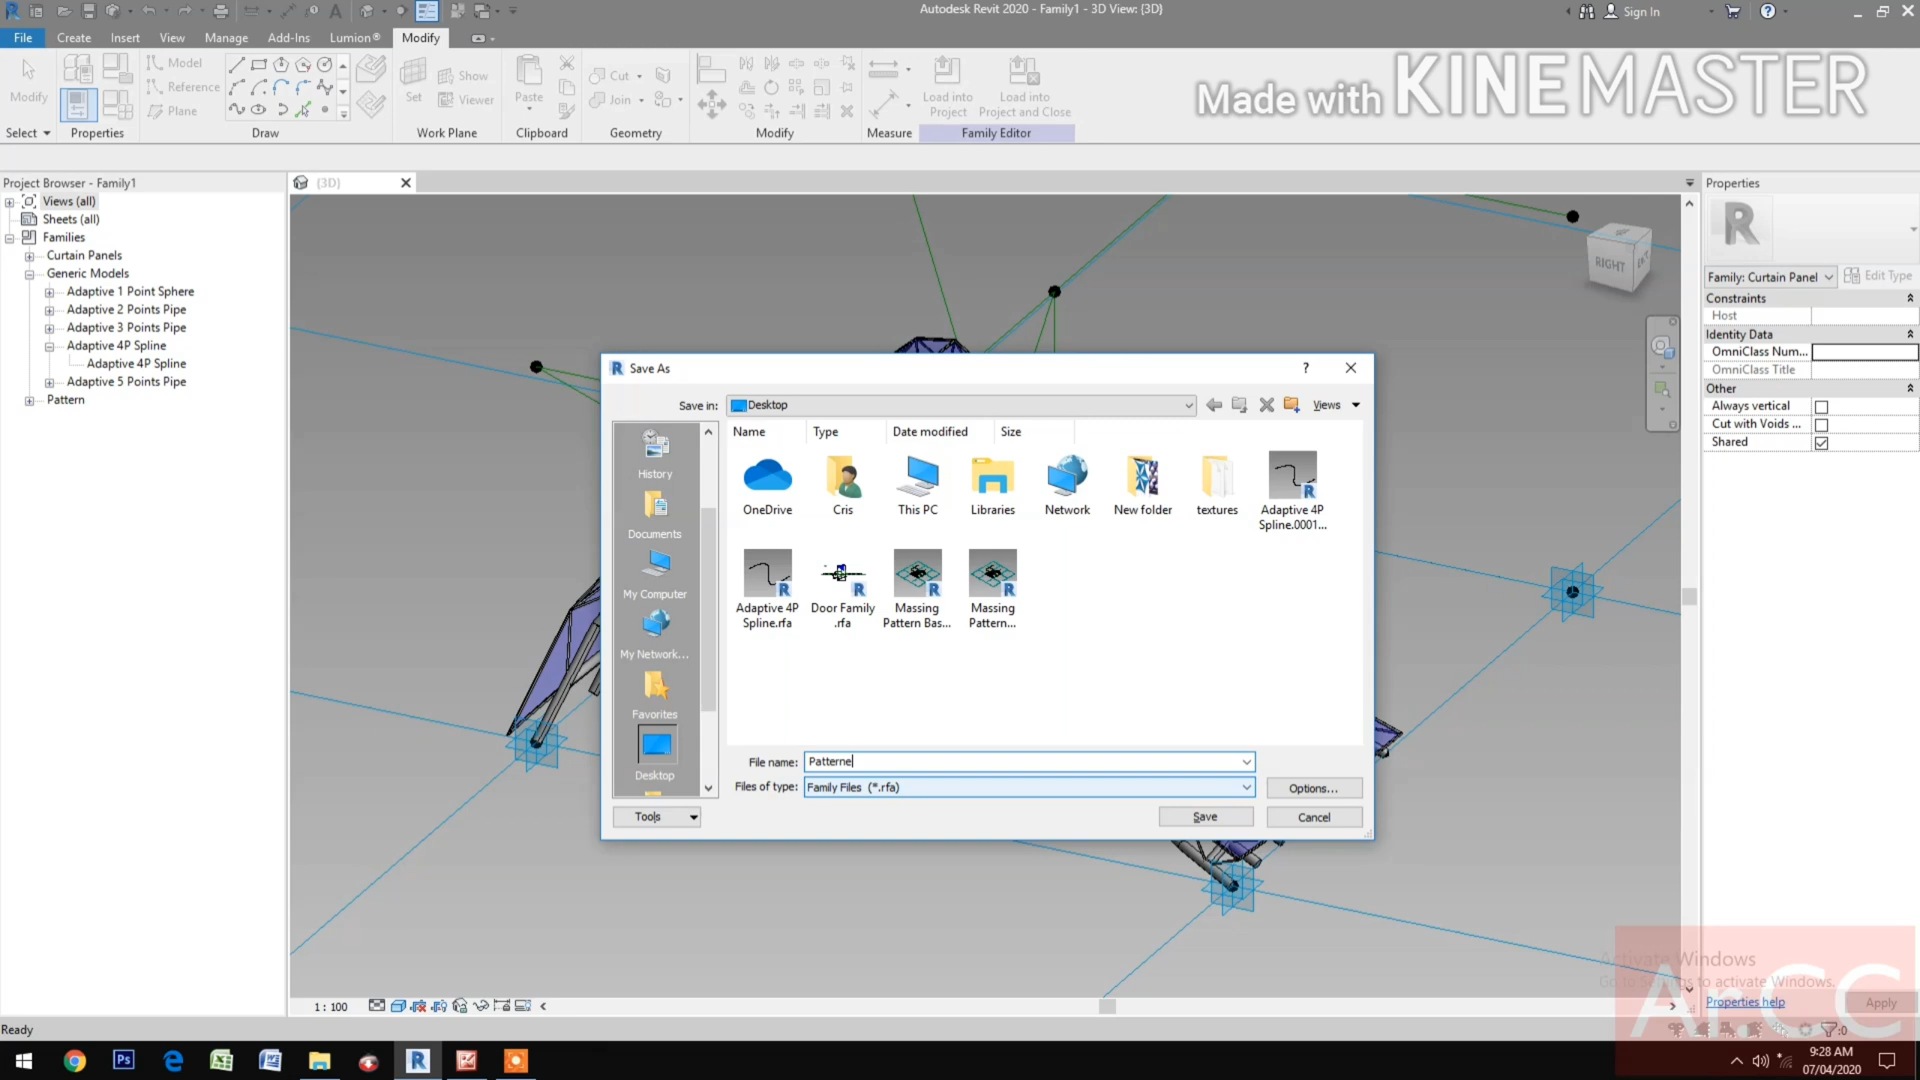 Autodesk Revit 2020 - Family1 - 3D View: {3D}
Sign In
File Create Insert View Manage Add-Ins Lumion® Modify
Modify
Model
Reference
Plane
Set
Show
Viewer
Paste
Cut
Join
Load into
Project
Load into
Project and Close
Select Properties Draw Work Plane Clipboard Geometry Modify Measure Family Editor
Made with KINEMASTER
Project Browser - Family1
Views (all)
Sheets (all)
Families
Curtain Panels
Generic Models
Adaptive 1 Point Sphere
Adaptive 2 Points Pipe
Adaptive 3 Points Pipe
Adaptive 4P Spline
Adaptive 4P Spline
Adaptive 5 Points Pipe
Pattern
{3D}
RIGHT
Save As
Save in: Desktop
Views
Name Type Date modified Size
History
Documents
My Computer
My Network...
Favorites
Desktop
OneDrive
Cris
This PC
Libraries
Network
New folder
textures
Adaptive 4P
Spline.0001...
Adaptive 4P
Spline.rfa
Door Family
.rfa
Massing
Pattern Bas...
Massing
Pattern...
File name: Patterne
Files of type: Family Files (*.rfa)
Options...
Tools
Save
Cancel
Properties
Family: Curtain Panel Edit Type
Constraints
Host
Identity Data
OmniClass Num...
OmniClass Title
Other
Always vertical
Cut with Voids ...
Shared
Activate Windows
Go to Settings to activate Windows.
Properties help
Apply
ArCC
1 : 100
Ready
:0
9:28 AM
07/04/2020